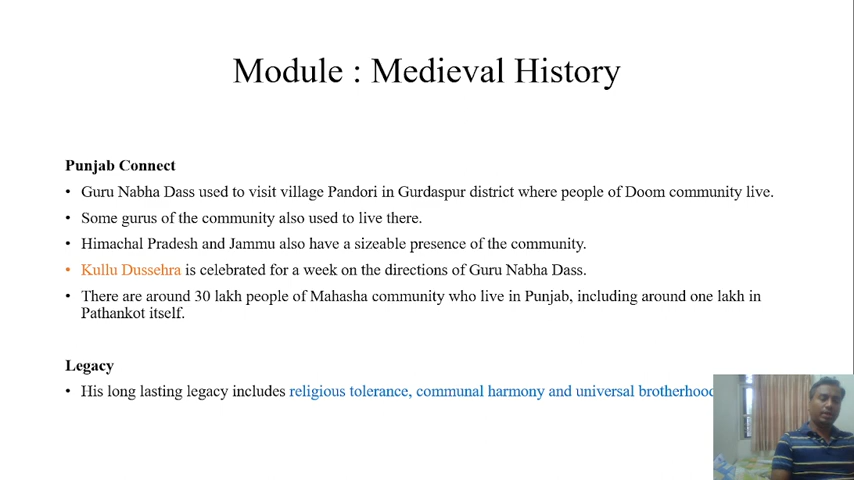 Module : Medieval History
Punjab Connect
• Guru Nabha Dass used to visit village Pandori in Gurdaspur district where people of Doom community live.
• Some gurus of the community also used to live there.
• Himachal Pradesh and Jammu also have a sizeable presence of the community.
• Kullu Dussehra is celebrated for a week on the directions of Guru Nabha Dass.
• There are around 30 lakh people of Mahasha community who live in Punjab, including around one lakh in
Pathankot itself.
Legacy
• His long lasting legacy includes religious tolerance, communal harmony and universal brotherhood